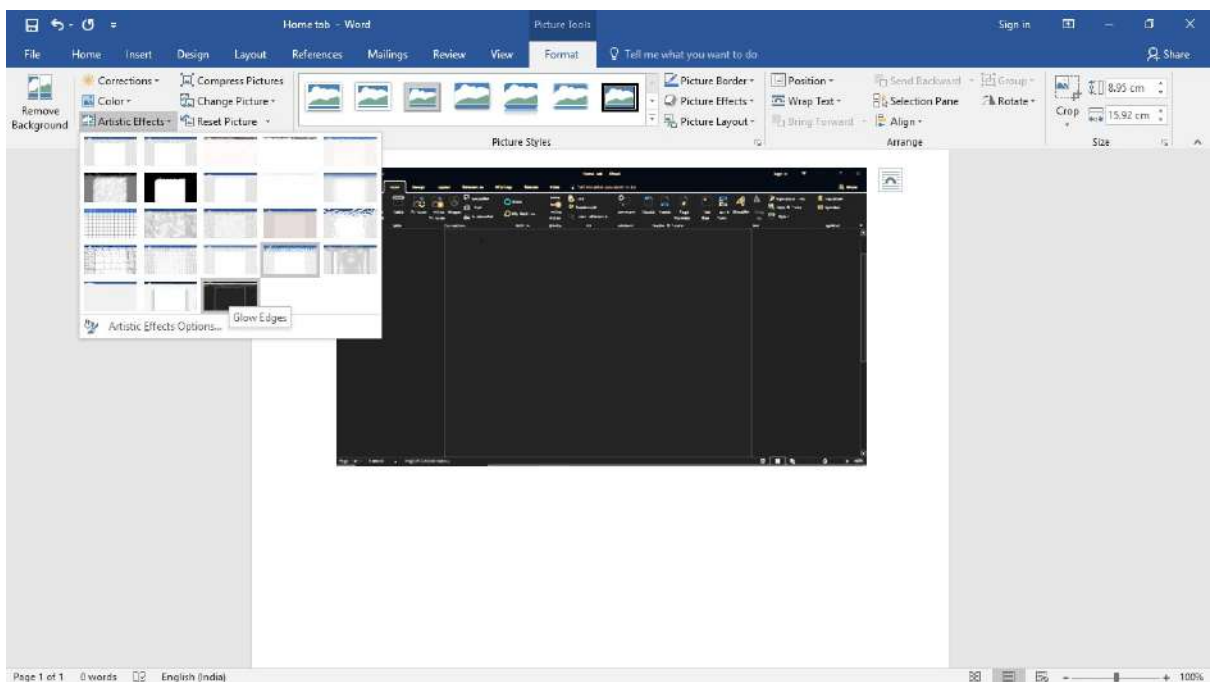 Home tab - Word
Picture Tools
Sign in
File Home Insert Design Layout References Mailings Review View Format Tell me what you want to do Share
Remove Background
Corrections
Color
Artistic Effects
Compress Pictures
Change Picture
Reset Picture
Picture Border
Picture Effects
Picture Layout
Position
Wrap Text
Bring Forward
Send Backward
Selection Pane
Align
Group
Rotate
Crop
8.95 cm
15.92 cm
Picture Styles
Arrange
Size
Glow Edges
Artistic Effects Options...
Page 1 of 1 0 words English (India) 100%